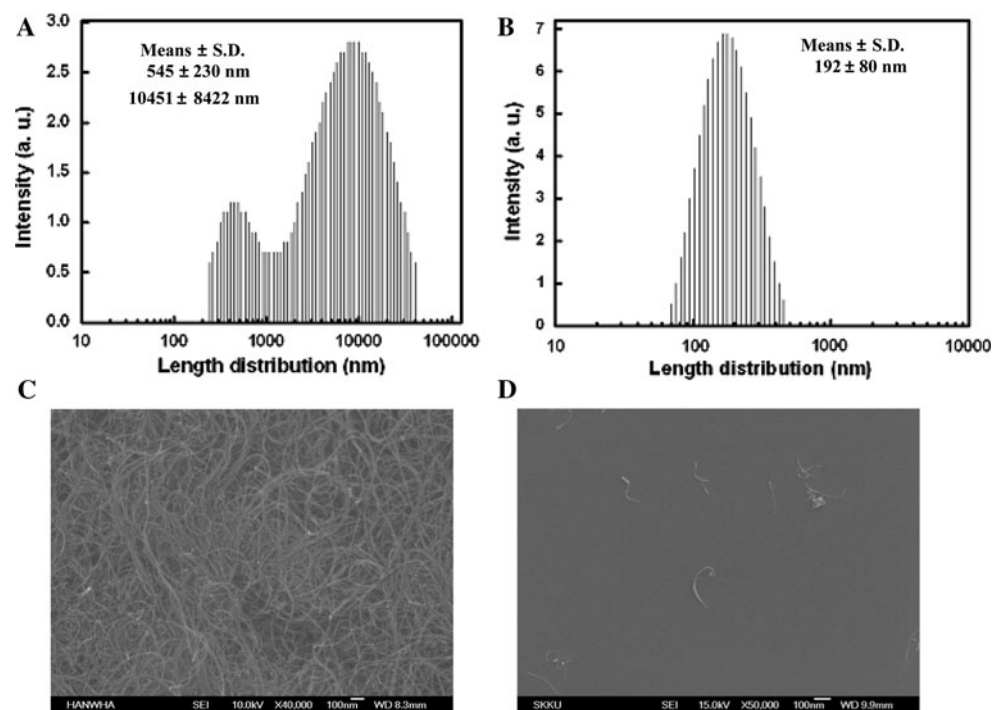 A
Means ± S.D.
545 ± 230 nm
10451 ± 8422 nm
Intensity (a. u.)
3.0
2.5
2.0
1.5
1.0
0.5
0.0
10 100 1000 10000 100000
Length distribution (nm)
B
Means ± S.D.
192 ± 80 nm
Intensity (a. u.)
7
6
5
4
3
2
1
0
10 100 1000 10000
Length distribution (nm)
C
HANWHA SEI 10.0kV X40,000 100nm WD 8.3mm
D
SKKU SEI 15.0kV X50,000 100nm WD 9.9mm